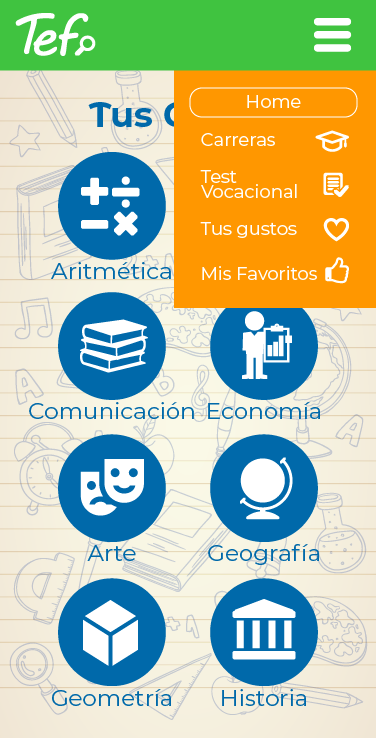 Tef
Home
Carreras
Test
Vocacional
Tus gustos
Mis Favoritos
Tus
Aritmética
Comunicación
Economía
Arte
Geografía
Geometría
Historia